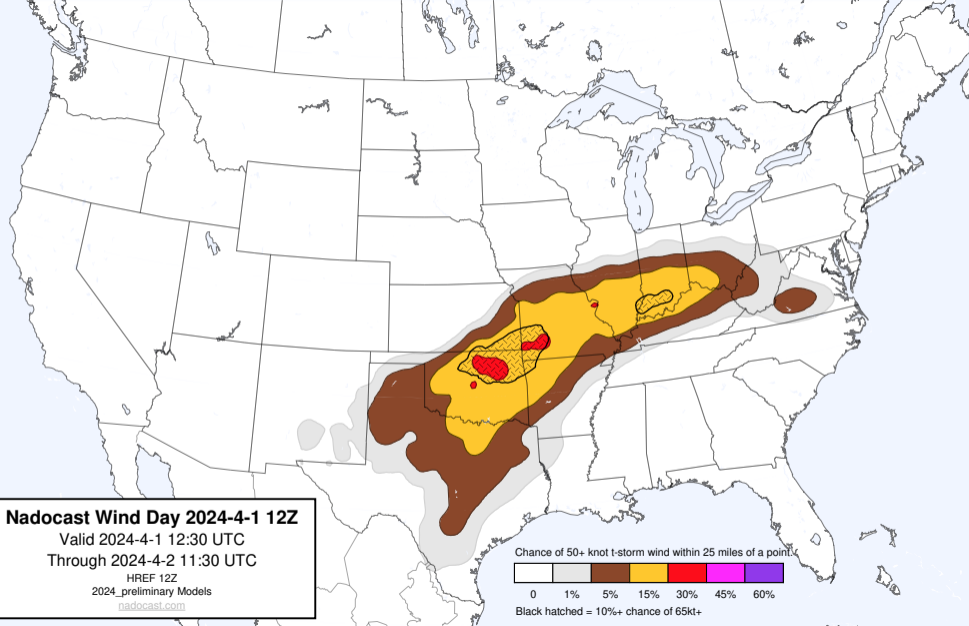 Nadocast Wind Day 2024-4-1 12Z
Valid 2024-4-1 12:30 UTC
Through 2024-4-2 11:30 UTC
HREF 12Z
2024_preliminary Models
nadocast.com
Chance of 50+ knot t-storm wind within 25 miles of a point.
0 1% 5% 15% 30% 45% 60%
Black hatched = 10%+ chance of 65kt+